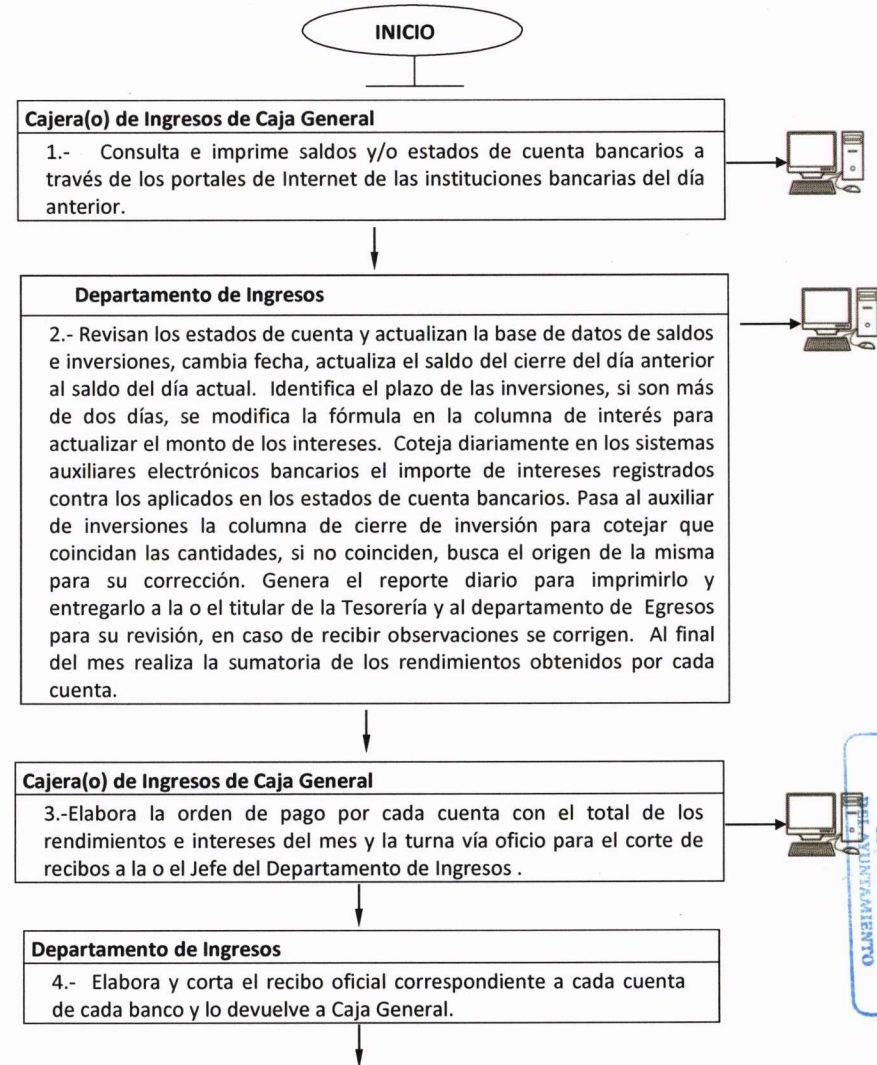 INICIO
Cajera(o) de Ingresos de Caja General
1.- Consulta e imprime saldos y/o estados de cuenta bancarios a
través de los portales de Internet de las instituciones bancarias del día
anterior.
Departamento de Ingresos
2.- Revisan los estados de cuenta y actualizan la base de datos de saldos
e inversiones, cambia fecha, actualiza el saldo del cierre del día anterior
al saldo del día actual. Identifica el plazo de las inversiones, si son más
de dos días, se modifica la fórmula en la columna de interés para
actualizar el monto de los intereses. Coteja diariamente en los sistemas
auxiliares electrónicos bancarios el importe de intereses registrados
contra los aplicados en los estados de cuenta bancarios. Pasa al auxiliar
de inversiones la columna de cierre de inversión para cotejar que
coincidan las cantidades, si no coinciden, busca el origen de la misma
para su corrección. Genera el reporte diario para imprimirlo y
entregarlo a la o el titular de la Tesorería y al departamento de Egresos
para su revisión, en caso de recibir observaciones se corrigen. Al final
del mes realiza la sumatoria de los rendimientos obtenidos por cada
cuenta.
Cajera(o) de Ingresos de Caja General
3.-Elabora la orden de pago por cada cuenta con el total de los
rendimientos e intereses del mes y la turna vía oficio para el corte de
recibos a la o el Jefe del Departamento de Ingresos .
DEL AYUNTAMIENTO
Departamento de Ingresos
4.- Elabora y corta el recibo oficial correspondiente a cada cuenta
de cada banco y lo devuelve a Caja General.